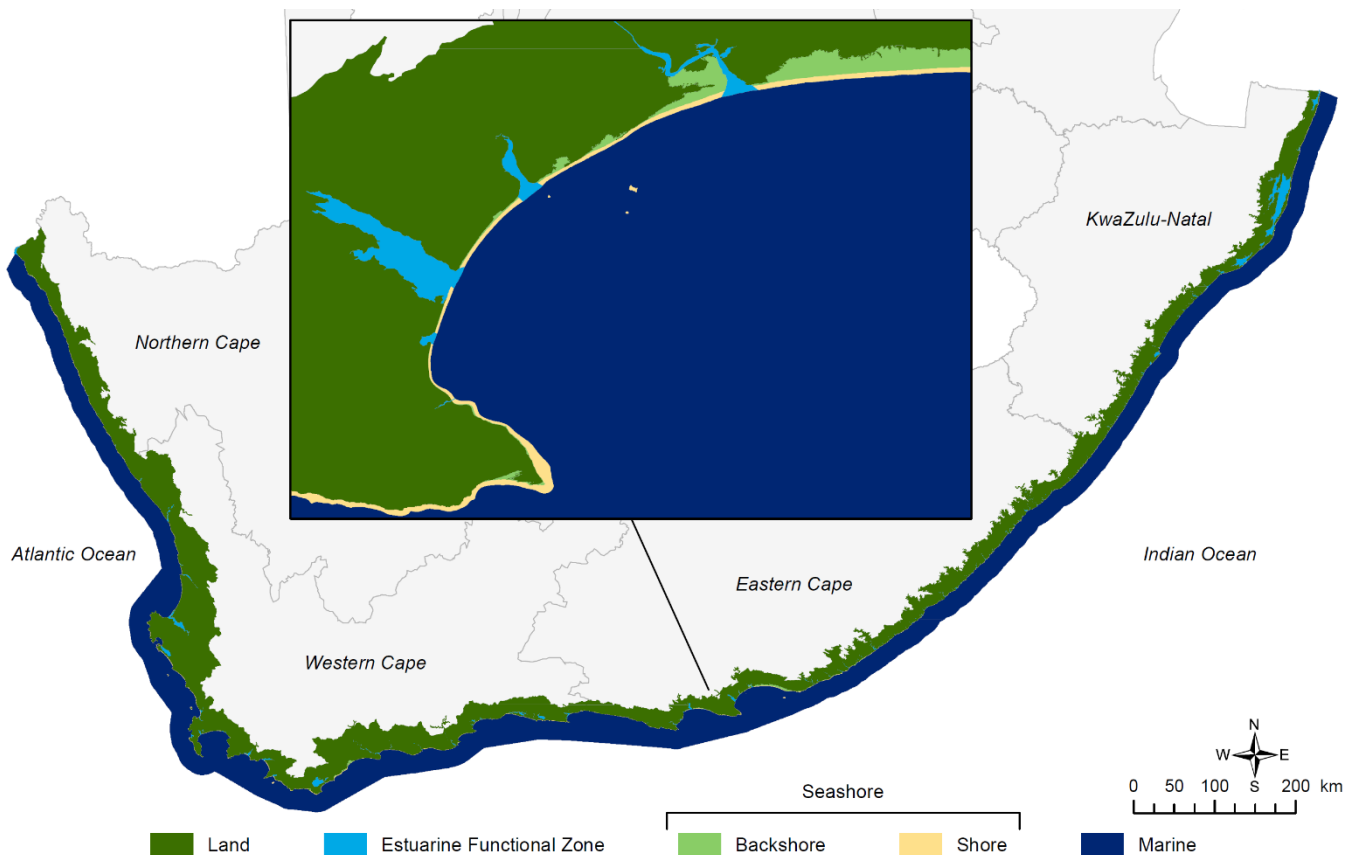 KwaZulu-Natal
Northern Cape
Atlantic Ocean
Eastern Cape
Indian Ocean
Western Cape
N
W E
S
0 50 100 200 km
Seashore
Land Estuarine Functional Zone Backshore Shore Marine